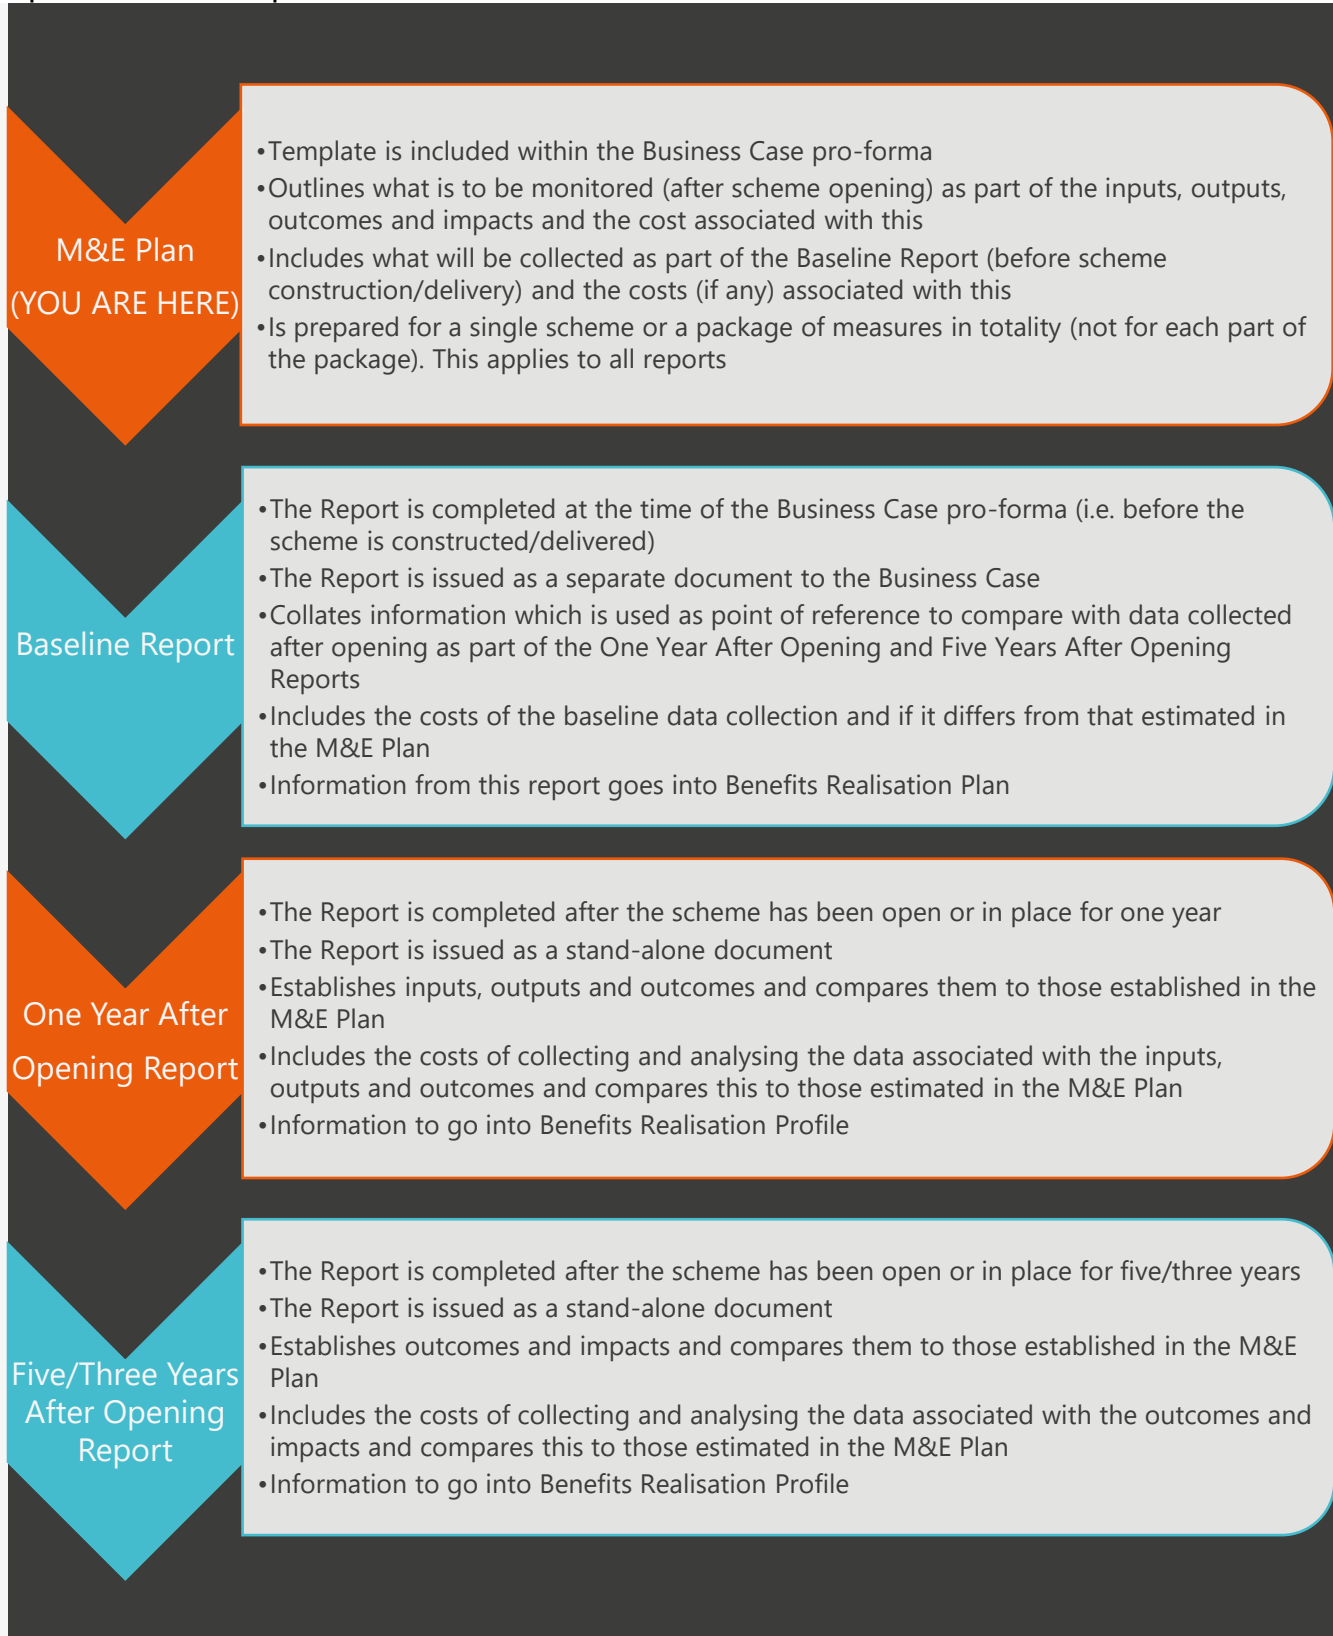 M&E Plan
(YOU ARE HERE)
•Template is included within the Business Case pro-forma
•Outlines what is to be monitored (after scheme opening) as part of the inputs, outputs,
outcomes and impacts and the cost associated with this
•Includes what will be collected as part of the Baseline Report (before scheme
construction/delivery) and the costs (if any) associated with this
•Is prepared for a single scheme or a package of measures in totality (not for each part of
the package). This applies to all reports
Baseline Report
•The Report is completed at the time of the Business Case pro-forma (i.e. before the
scheme is constructed/delivered)
•The Report is issued as a separate document to the Business Case
•Collates information which is used as point of reference to compare with data collected
after opening as part of the One Year After Opening and Five Years After Opening
Reports
•Includes the costs of the baseline data collection and if it differs from that estimated in
the M&E Plan
•Information from this report goes into Benefits Realisation Plan
One Year After
Opening Report
•The Report is completed after the scheme has been open or in place for one year
•The Report is issued as a stand-alone document
•Establishes inputs, outputs and outcomes and compares them to those established in the
M&E Plan
•Includes the costs of collecting and analysing the data associated with the inputs,
outputs and outcomes and compares this to those estimated in the M&E Plan
•Information to go into Benefits Realisation Profile
Five/Three Years
After Opening
Report
•The Report is completed after the scheme has been open or in place for five/three years
•The Report is issued as a stand-alone document
•Establishes outcomes and impacts and compares them to those established in the M&E
Plan
•Includes the costs of collecting and analysing the data associated with the outcomes and
impacts and compares this to those estimated in the M&E Plan
•Information to go into Benefits Realisation Profile